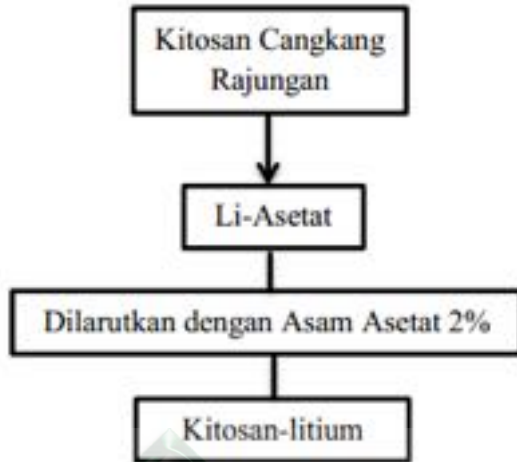 Kitosan Cangkang
Rajungan
Li-Asetat
Dilarutkan dengan Asam Asetat 2%
Kitosan-litium